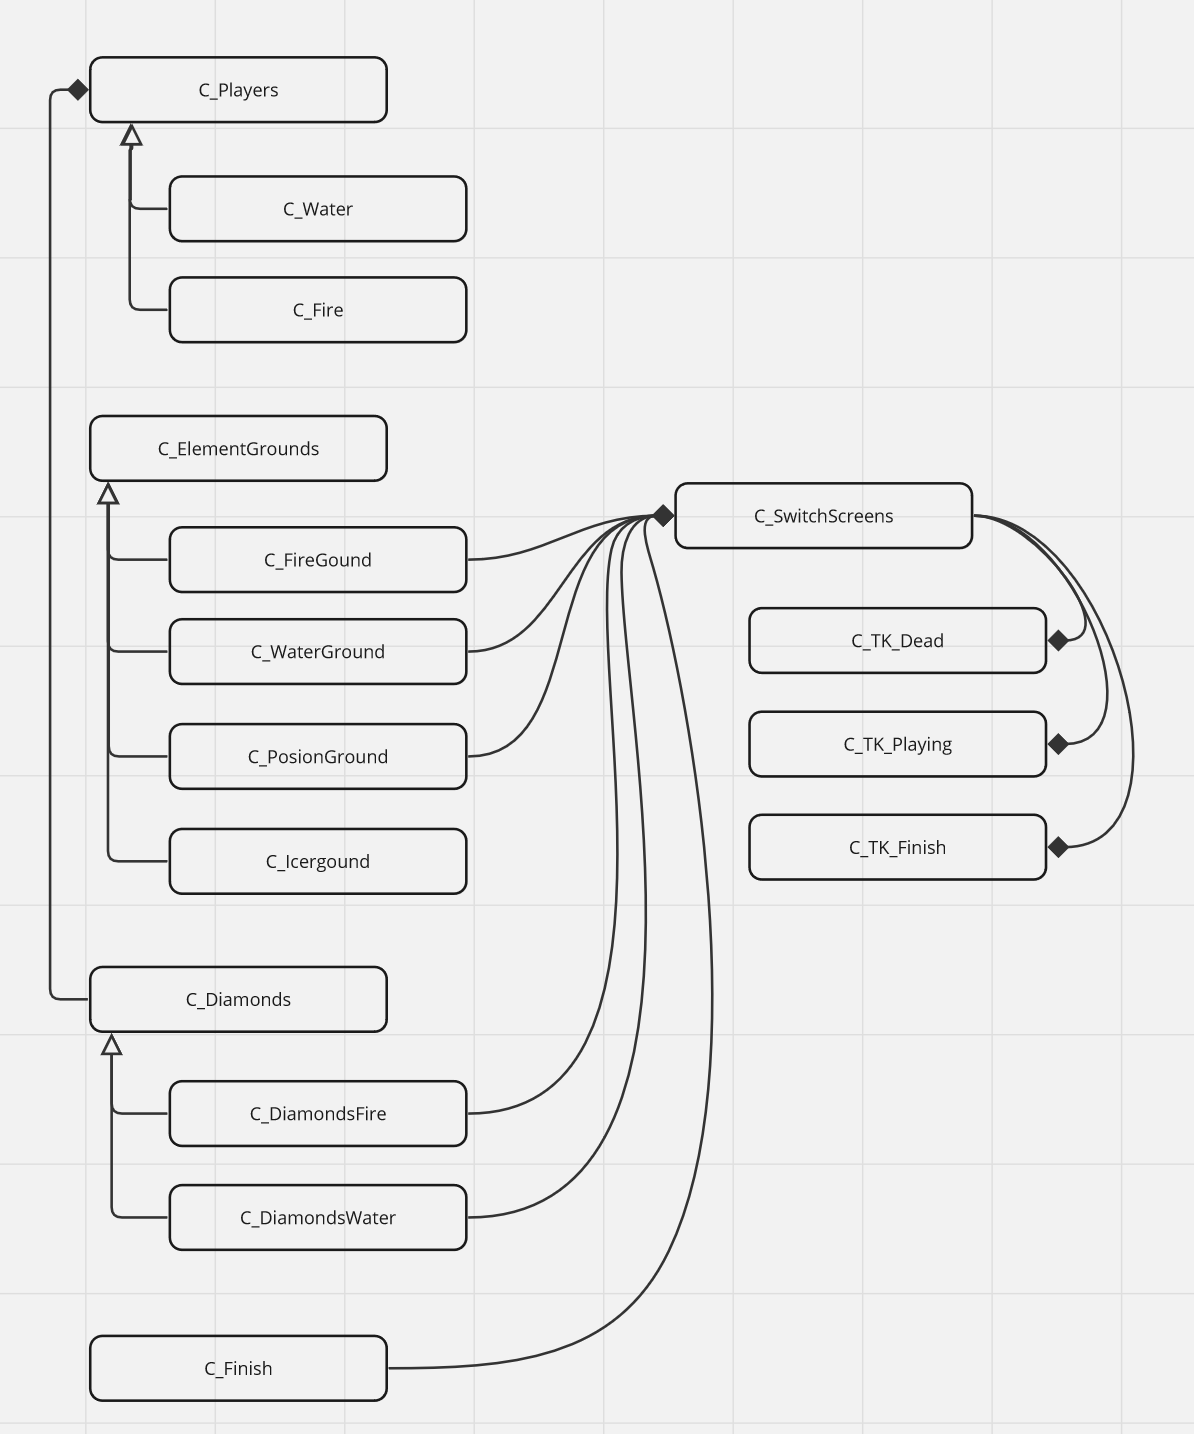 C_Players
C_Water
C_Fire
C_ElementGrounds
C_SwitchScreens
C_FireGound
C_WaterGround
C_TK_Dead
C_PosionGround
C_TK_Playing
C_Icergound
C_TK_Finish
C_Diamonds
C_DiamondsFire
C_DiamondsWater
C_Finish